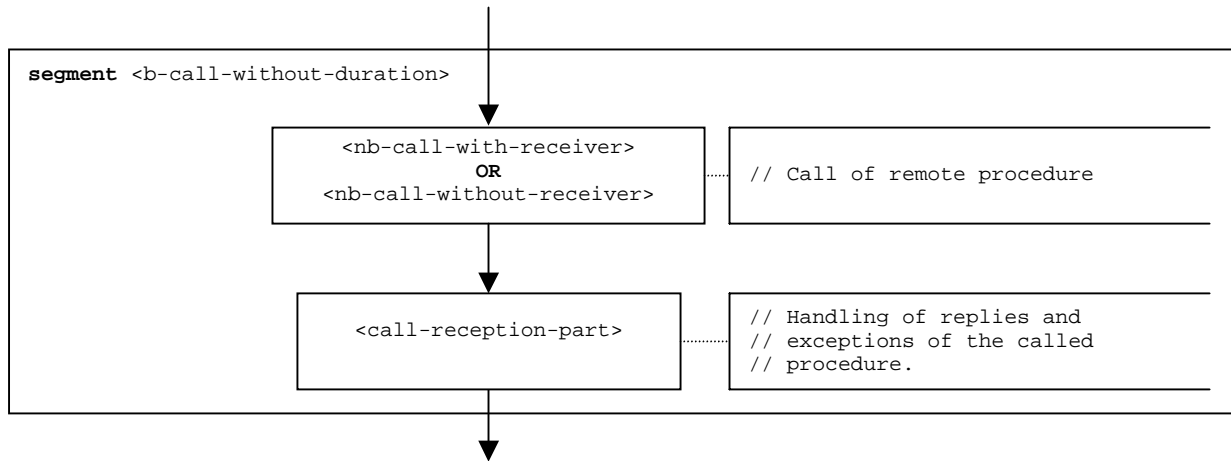 segment <b-call-without-duration>
<nb-call-with-receiver>
OR
<nb-call-without-receiver>
// Call of remote procedure
<call-reception-part>
// Handling of replies and
// exceptions of the called
// procedure.